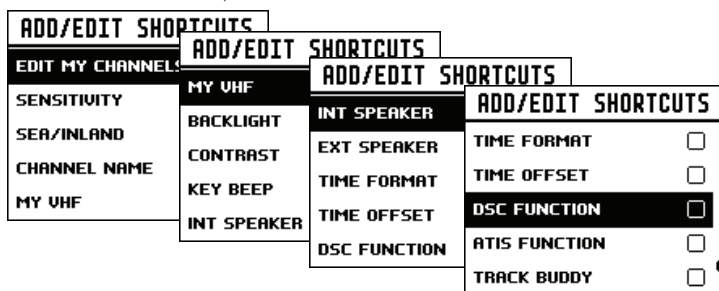 ADD/EDIT SHORTCUTS
EDIT MY CHANNELS
SENSITIVITY
SEA/INLAND
CHANNEL NAME
MY VHF
ADD/EDIT SHORTCUTS
MY VHF
BACKLIGHT
CONTRAST
KEY BEEP
INT SPEAKER
ADD/EDIT SHORTCUTS
INT SPEAKER
EXT SPEAKER
TIME FORMAT
TIME OFFSET
DSC FUNCTION
ADD/EDIT SHORTCUTS
TIME FORMAT
TIME OFFSET
DSC FUNCTION
ATIS FUNCTION
TRACK BUDDY